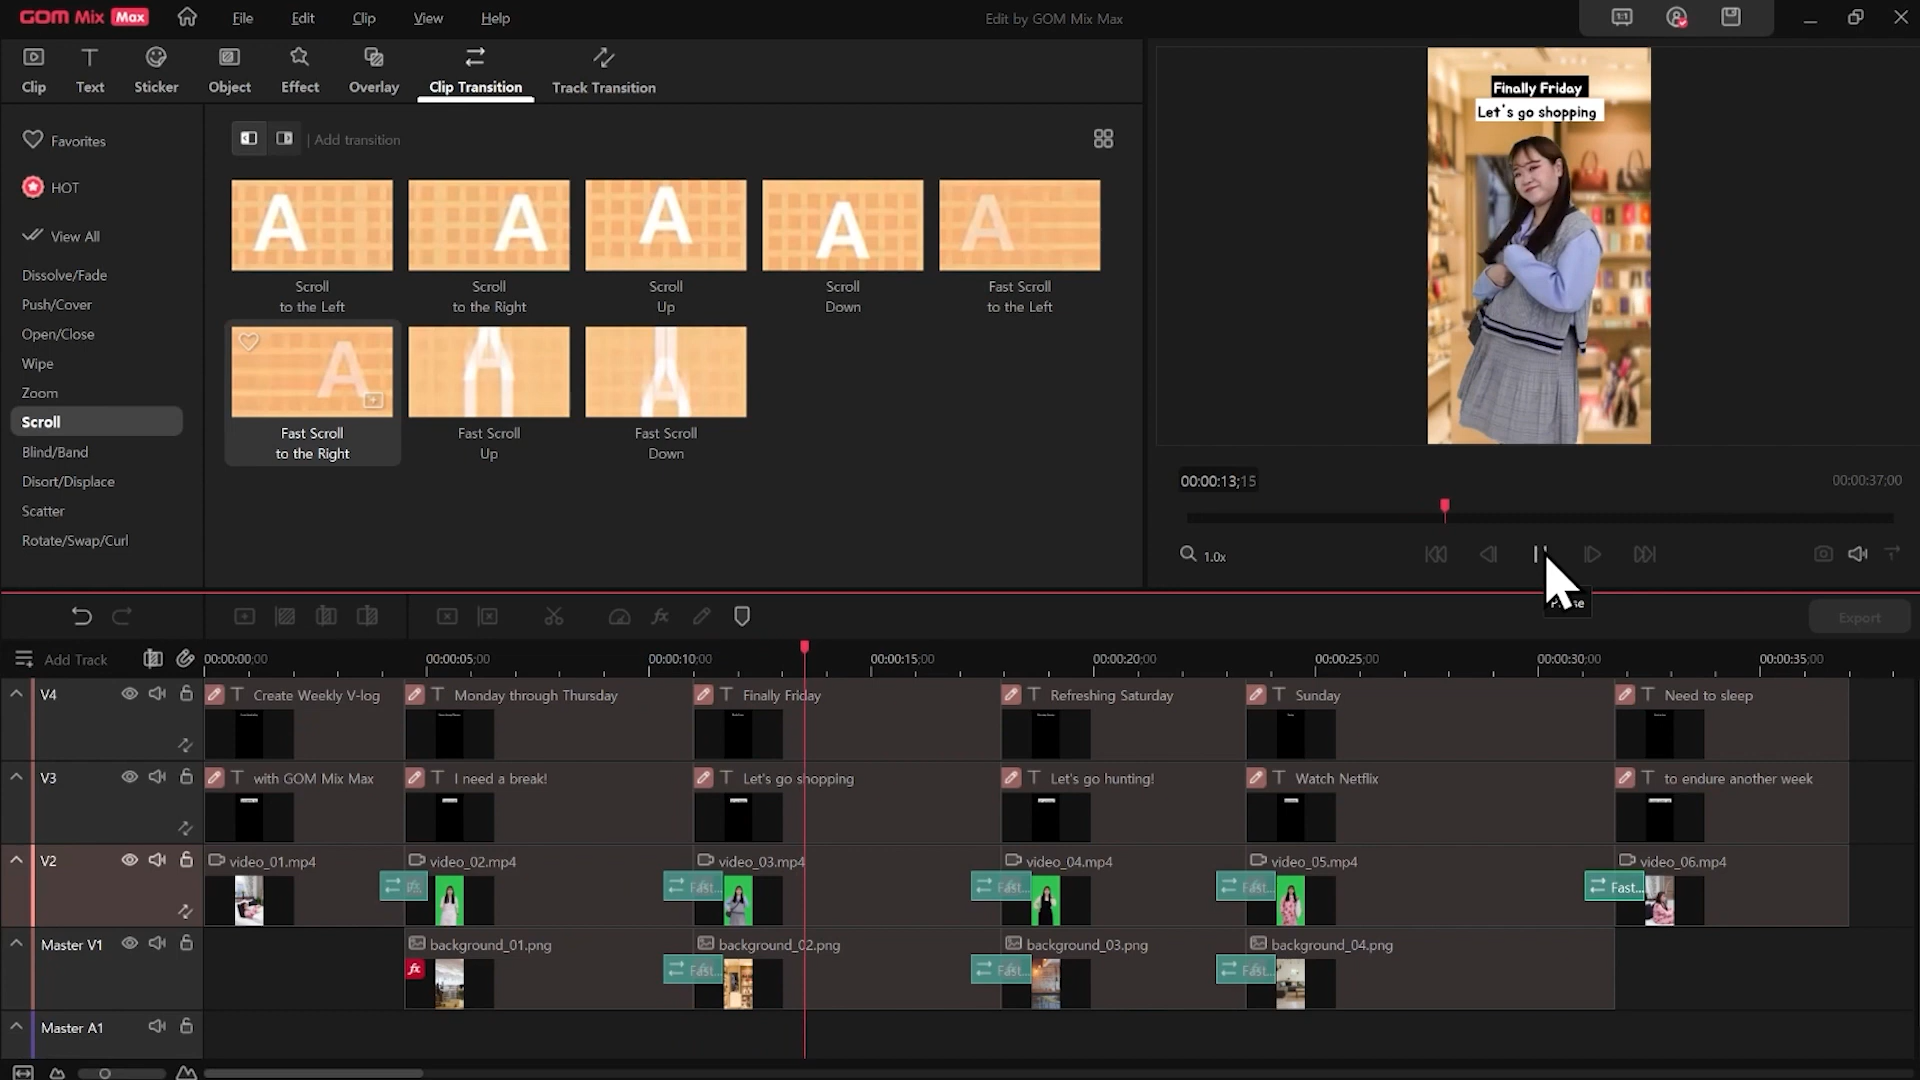 GOM Mix Max
File Edit Clip View Help
Edit by GOM Mix Max
1:1
Clip Text Sticker Object Effect Overlay Clip Transition Track Transition
Favorites
HOT
View All
Dissolve/Fade
Push/Cover
Open/Close
Wipe
Zoom
Scroll
Blind/Band
Disort/Displace
Scatter
Rotate/Swap/Curl
| Add transition
A A A A A
Scroll
to the Left
Scroll
to the Right
Scroll
Up
Scroll
Down
Fast Scroll
to the Left
A A A
Fast Scroll
to the Right
Fast Scroll
Up
Fast Scroll
Down
Finally Friday
Let's go shopping
00:00:13;15
00:00:37;00
1.0x
Export
Add Track
00:00:00;00 00:00:05;00 00:00:10;00 00:00:15;00 00:00:20;00 00:00:25;00 00:00:30;00 00:00:35;00
V4
T Create Weekly V-log T Monday through Thursday T Finally Friday T Refreshing Saturday T Sunday T Need to sleep
V3
T with GOM Mix Max T I need a break! T Let's go shopping T Let's go hunting! T Watch Netflix T to endure another week
V2
video_01.mp4 video_02.mp4 video_03.mp4 video_04.mp4 video_05.mp4 video_06.mp4
Fast... Fast... Fast... Fast...
Master V1
background_01.png background_02.png background_03.png background_04.png
fx Fast... Fast... Fast...
Master A1